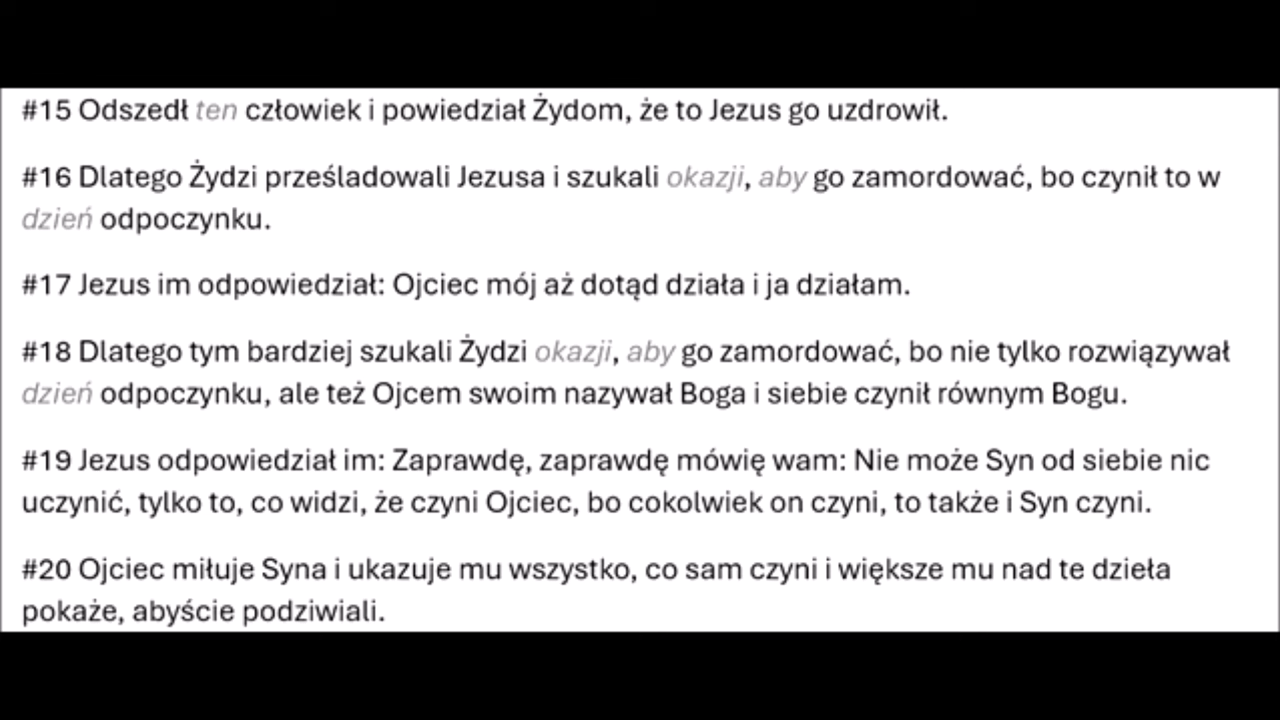 #15 Odszedł ten człowiek i powiedział Żydom, że to Jezus go uzdrowił.
#16 Dlatego Żydzi prześladowali Jezusa i szukali okazji, aby go zamordować, bo czynił to w
dzień odpoczynku.
#17 Jezus im odpowiedział: Ojciec mój aż dotąd działa i ja działam.
#18 Dlatego tym bardziej szukali Żydzi okazji, aby go zamordować, bo nie tylko rozwiązywał
dzień odpoczynku, ale też Ojcem swoim nazywał Boga i siebie czynił równym Bogu.
#19 Jezus odpowiedział im: Zaprawdę, zaprawdę mówię wam: Nie może Syn od siebie nic
uczynić, tylko to, co widzi, że czyni Ojciec, bo cokolwiek on czyni, to także i Syn czyni.
#20 Ojciec miłuje Syna i ukazuje mu wszystko, co sam czyni i większe mu nad te dzieła
pokaże, abyście podziwiali.